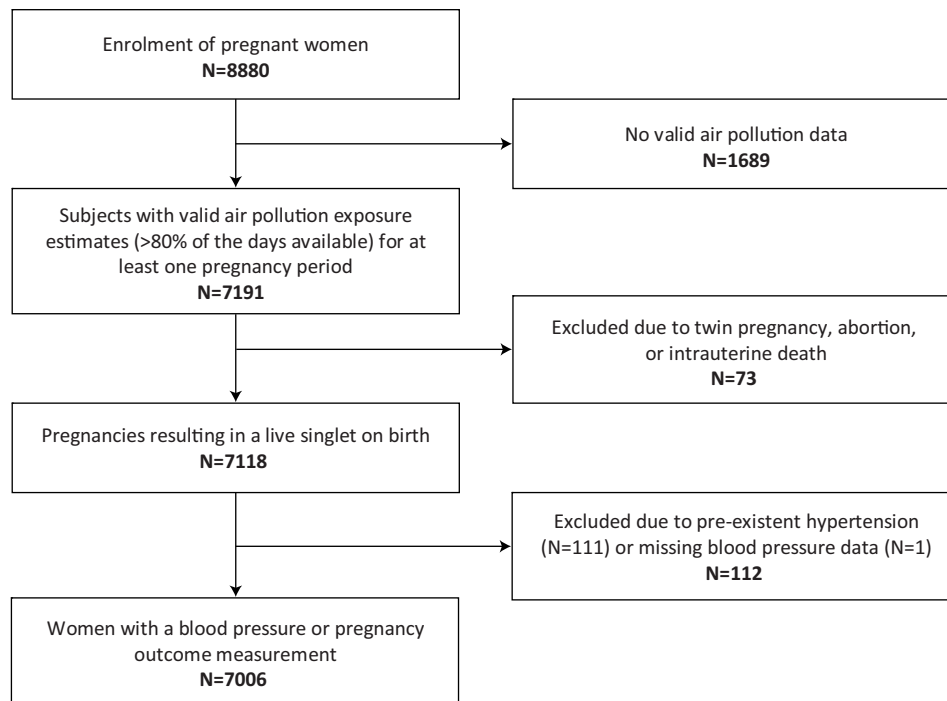 Enrolment of pregnant women
N=8880
No valid air pollution data
N=1689
Subjects with valid air pollution exposure
estimates (>80% of the days available) for at
least one pregnancy period
N=7191
Excluded due to twin pregnancy, abortion,
or intrauterine death
N=73
Pregnancies resulting in a live singlet on birth
N=7118
Excluded due to pre-existent hypertension
(N=111) or missing blood pressure data (N=1)
N=112
Women with a blood pressure or pregnancy
outcome measurement
N=7006